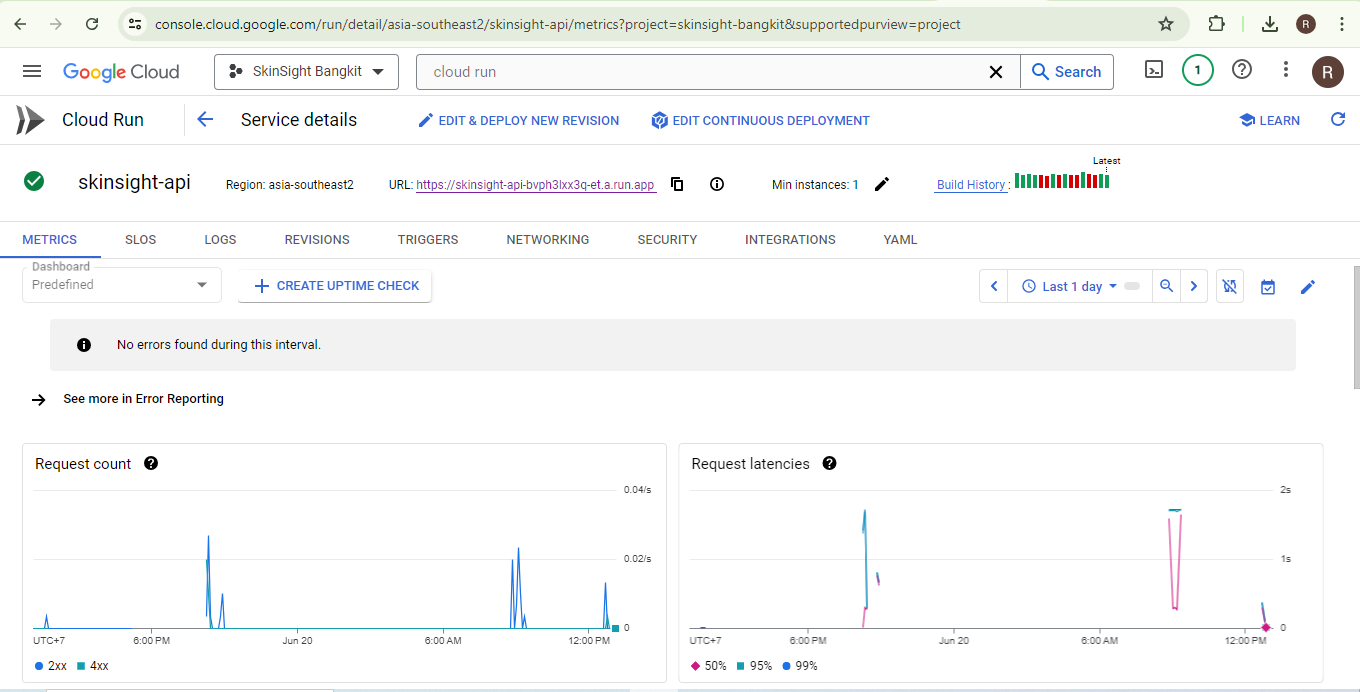 console.cloud.google.com/run/detail/asia-southeast2/skinsight-api/metrics?project=skinsight-bangkit&supportedpurview=project
R
Google Cloud
SkinSight Bangkit
cloud run
Search
1
R
Cloud Run
Service details
EDIT & DEPLOY NEW REVISION
EDIT CONTINUOUS DEPLOYMENT
LEARN
Latest
skinsight-api
Region: asia-southeast2
URL: https://skinsight-api-bvph3lxx3q-et.a.run.app
Min instances: 1
Build History :
METRICS
SLOS
LOGS
REVISIONS
TRIGGERS
NETWORKING
SECURITY
INTEGRATIONS
YAML
Dashboard
Predefined
CREATE UPTIME CHECK
Last 1 day
No errors found during this interval.
See more in Error Reporting
Request count
0.04/s
0.02/s
0
UTC+7
6:00 PM
Jun 20
6:00 AM
12:00 PM
2xx
4xx
Request latencies
2s
1s
0
UTC+7
6:00 PM
Jun 20
6:00 AM
12:00 PM
50%
95%
99%